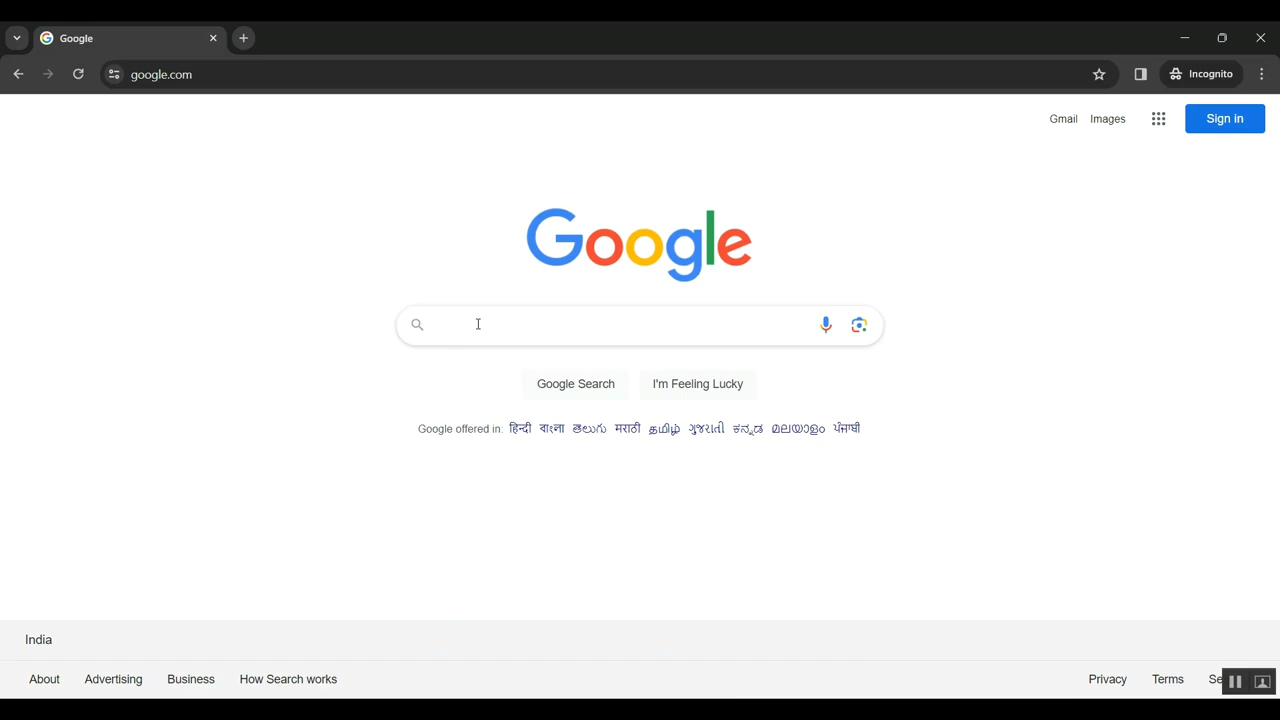 Google
google.com
Incognito
Gmail Images
Sign in
Google
Google Search I'm Feeling Lucky
Google offered in: हिन्दी বাংলা తెలుగు मराठी தமிழ் ગુજરાતી ಕನ್ನಡ മലയാളം ਪੰਜਾਬੀ
India
About Advertising Business How Search works Privacy Terms